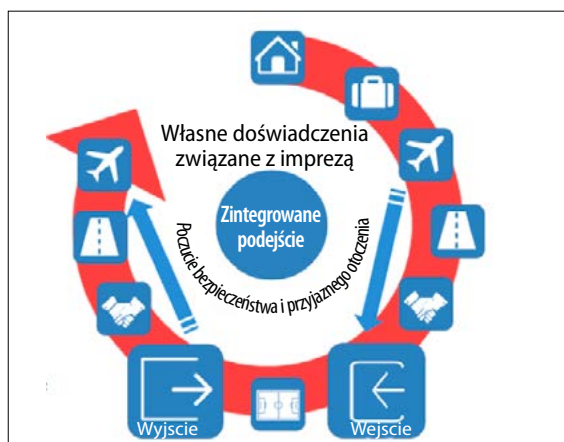 Własne doświadczenia
związane z imprezą
Zintegrowane
podejście
Poczucie bezpieczeństwa i przyjaznego otoczenia
Wyjscie
Wejscie